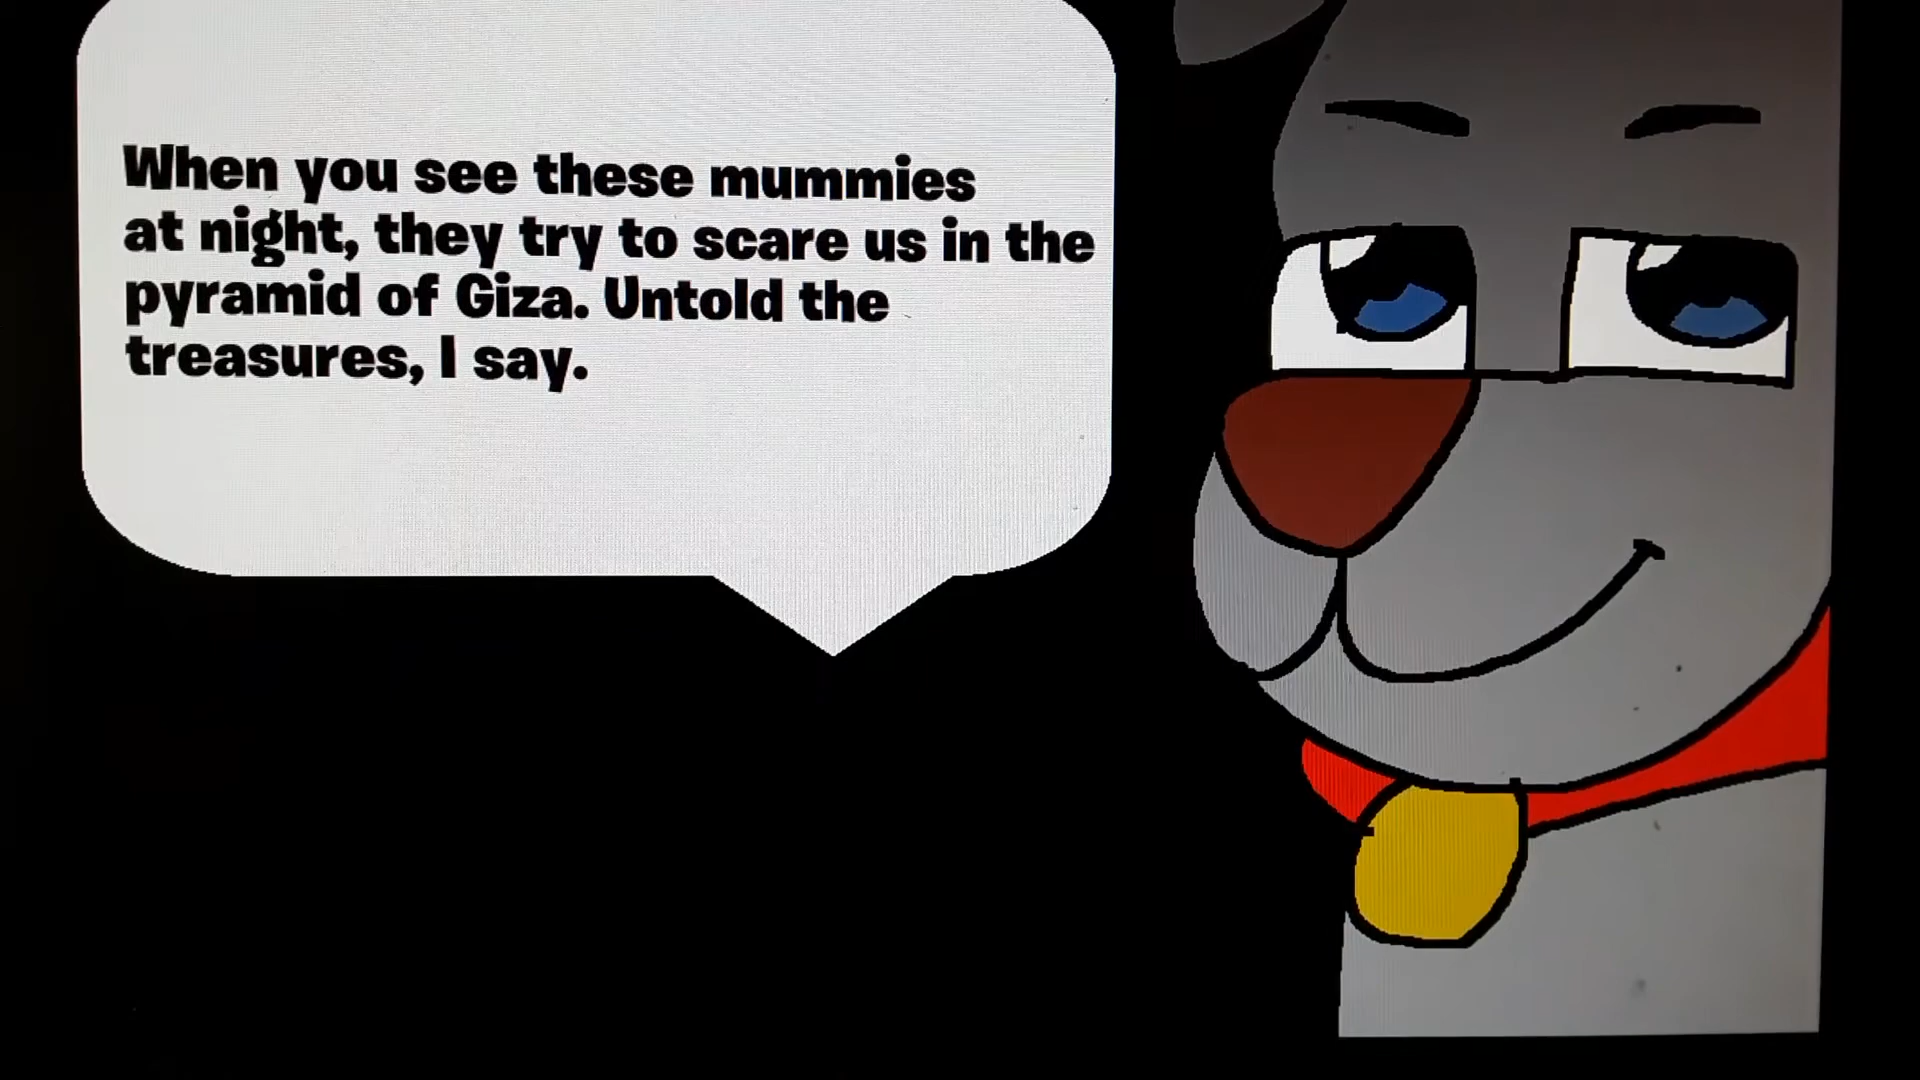 When you see these mummies
at night, they try to scare us in the
pyramid of Giza. Untold the
treasures, I say.